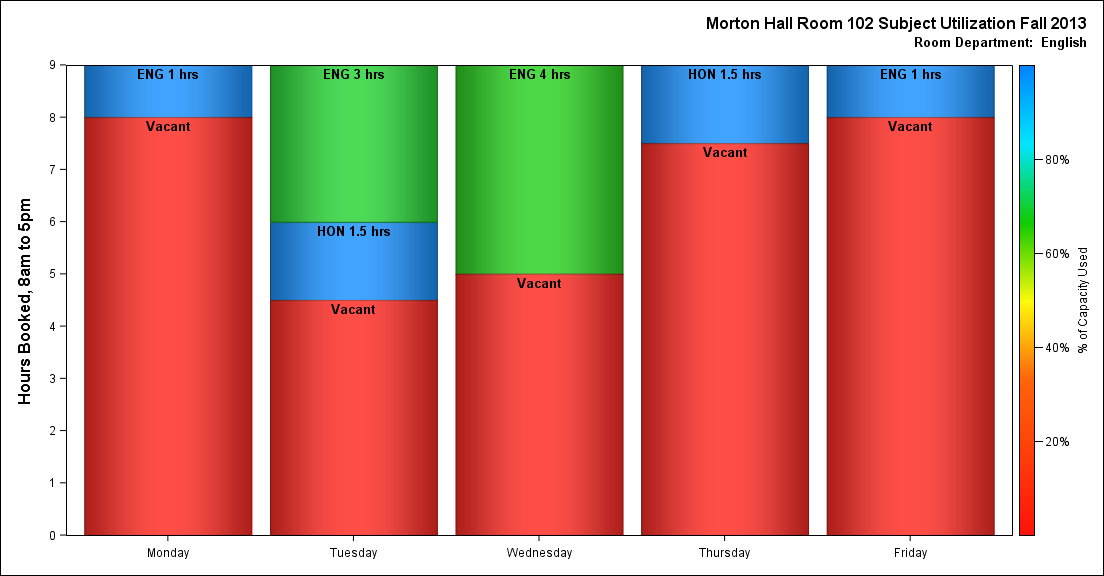 Morton Hall Room 102 Subject Utilization Fall 2013
Room Department: English
Hours Booked, 8am to 5pm
9
8
7
6
5
4
3
2
1
0
ENG 1 hrs
Vacant
ENG 3 hrs
HON 1.5 hrs
Vacant
ENG 4 hrs
Vacant
HON 1.5 hrs
Vacant
ENG 1 hrs
Vacant
Monday
Tuesday
Wednesday
Thursday
Friday
80%
60%
40%
20%
% of Capacity Used